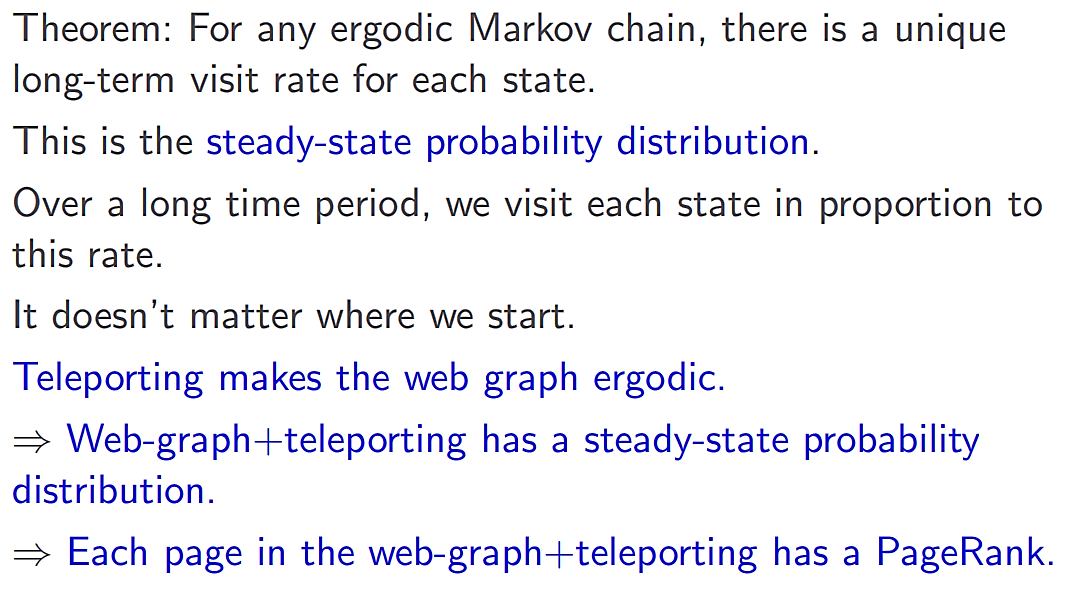 Theorem: For any ergodic Markov chain, there is a unique
long-term visit rate for each state.
This is the steady-state probability distribution.
Over a long time period, we visit each state in proportion to
this rate.
It doesn't matter where we start.
Teleporting makes the web graph ergodic.
⇒ Web-graph+teleporting has a steady-state probability
distribution.
⇒ Each page in the web-graph+teleporting has a PageRank.